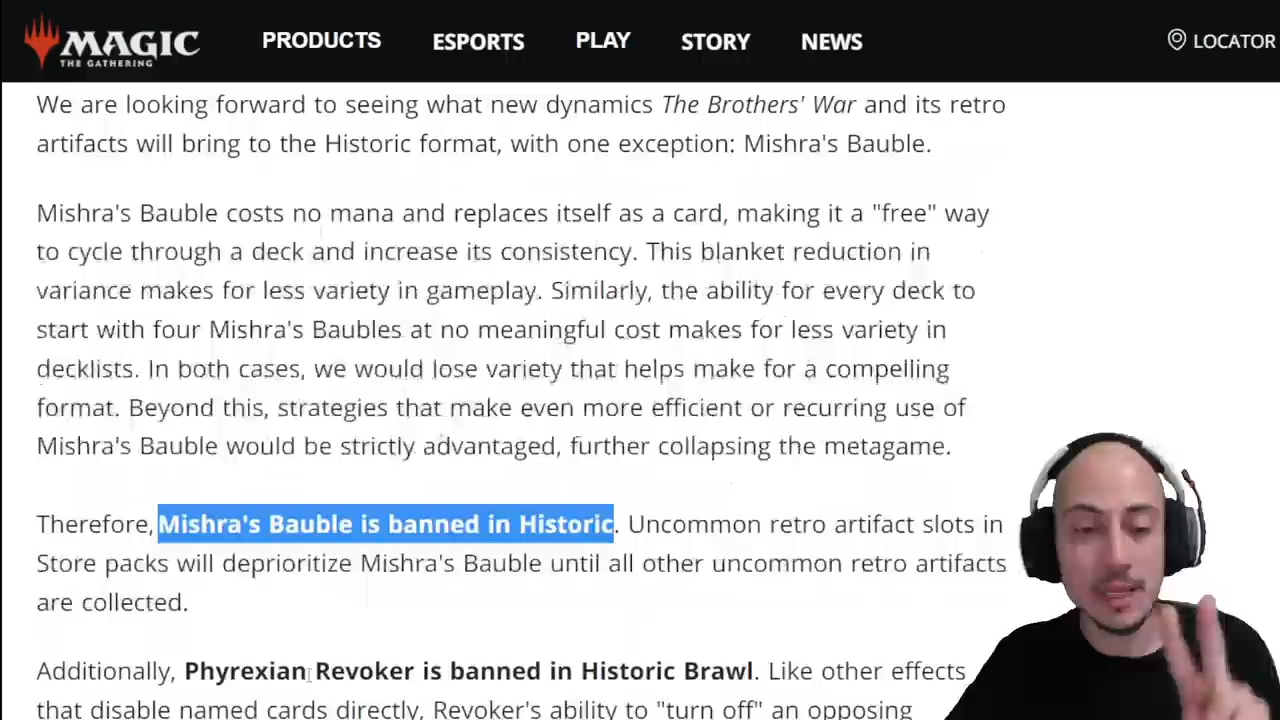 MAGIC
THE GATHERING
PRODUCTS ESPORTS PLAY STORY NEWS LOCATOR
We are looking forward to seeing what new dynamics The Brothers' War and its retro
artifacts will bring to the Historic format, with one exception: Mishra's Bauble.
Mishra's Bauble costs no mana and replaces itself as a card, making it a "free" way
to cycle through a deck and increase its consistency. This blanket reduction in
variance makes for less variety in gameplay. Similarly, the ability for every deck to
start with four Mishra's Baubles at no meaningful cost makes for less variety in
decklists. In both cases, we would lose variety that helps make for a compelling
format. Beyond this, strategies that make even more efficient or recurring use of
Mishra's Bauble would be strictly advantaged, further collapsing the metagame.
Therefore, Mishra's Bauble is banned in Historic. Uncommon retro artifact slots in
Store packs will deprioritize Mishra's Bauble until all other uncommon retro artifacts
are collected.
Additionally, Phyrexian Revoker is banned in Historic Brawl. Like other effects
that disable named cards directly, Revoker's ability to "turn off" an opposing